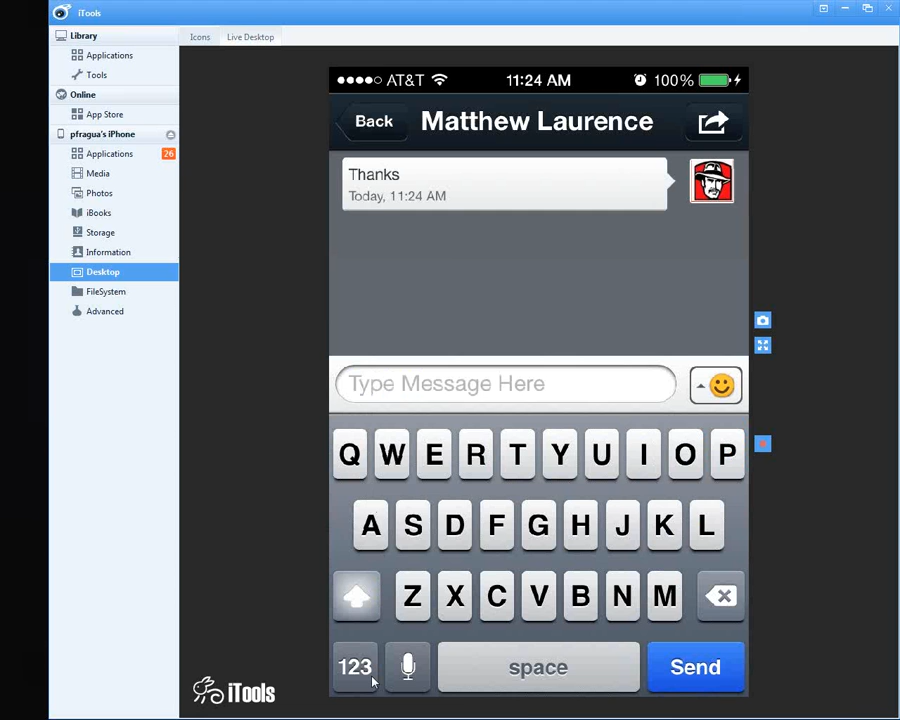 iTools
Library
Applications
Tools
Online
App Store
pfragua's iPhone
Applications 26
Media
Photos
iBooks
Storage
Information
Desktop
FileSystem
Advanced
Icons Live Desktop
AT&T 11:24 AM 100%
Back Matthew Laurence
Thanks
Today, 11:24 AM
Type Message Here
Q W E R T Y U I O P
A S D F G H J K L
Z X C V B N M
123 space Send
iTools